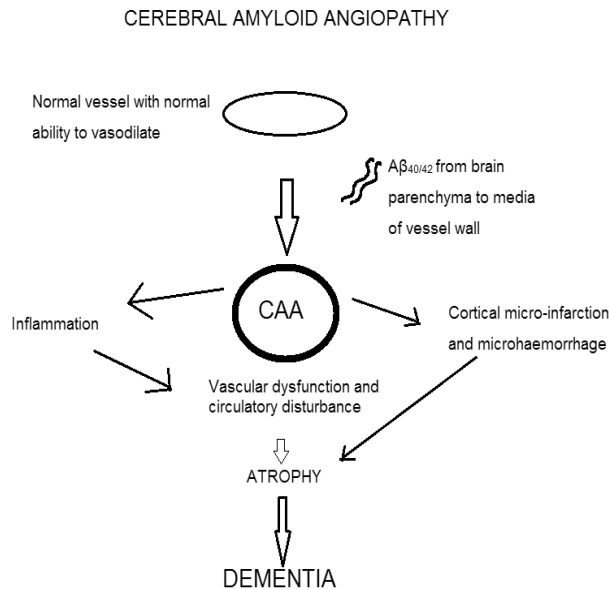 CEREBRAL AMYLOID ANGIOPATHY
Normal vessel with normal
ability to vasodilate
Aβ40/42 from brain
parenchyma to media
of vessel wall
CAA
Inflammation
Cortical micro-infarction
and microhaemorrhage
Vascular dysfunction and
circulatory disturbance
ATROPHY
DEMENTIA